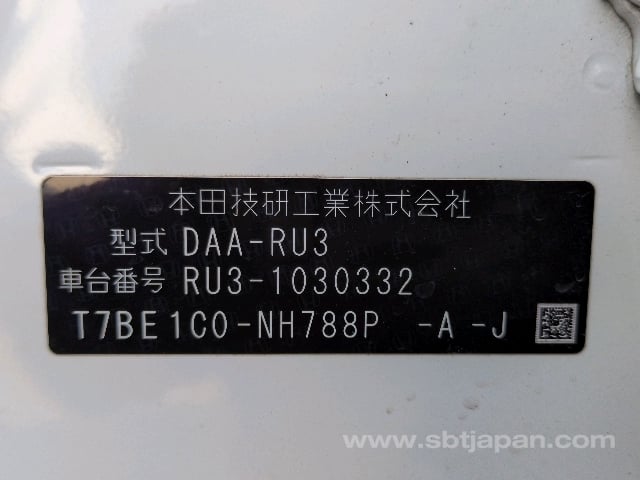 本田技研工業株式会社
型式 DAA-RU3
車台番号 RU3-1030332
T7BE1C0-NH788P -A -J
www.sbtjapan.com